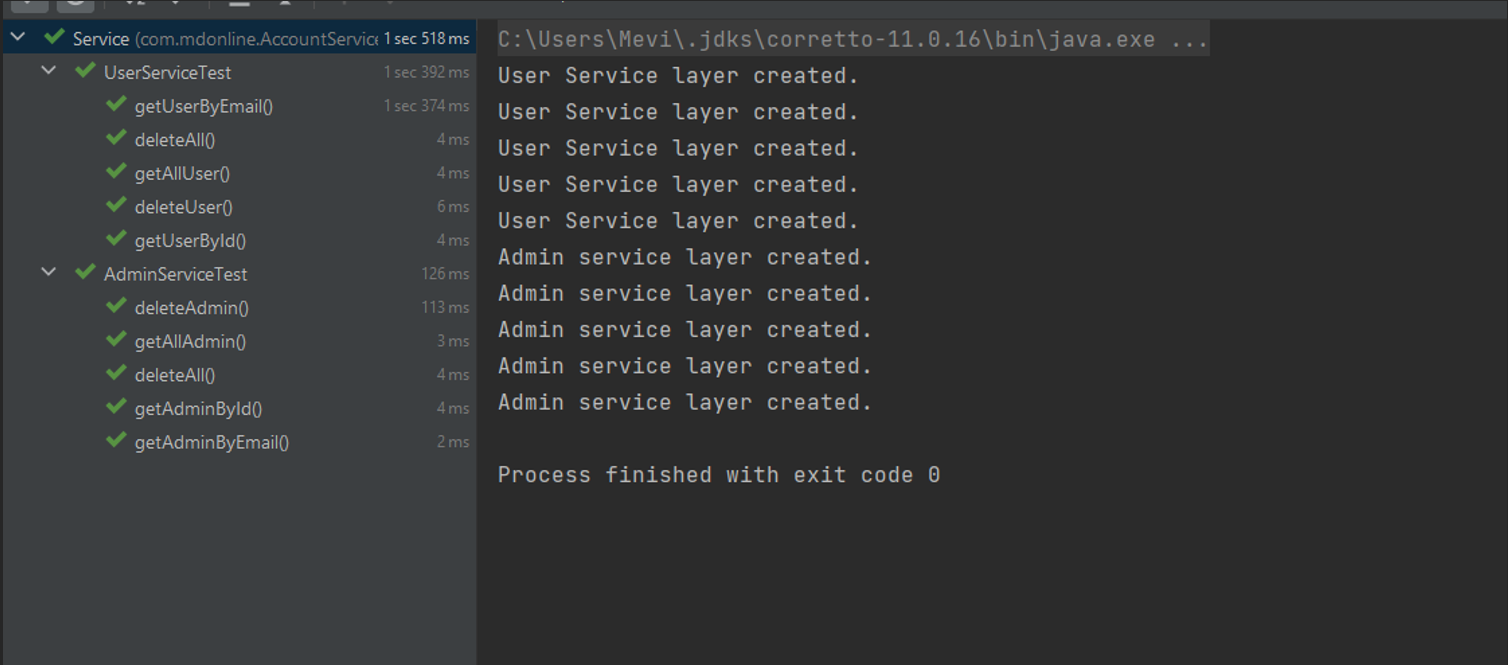 Service (com.mdonline.AccountService 1 sec 518 ms
UserServiceTest 1 sec 392 ms
getUserByEmail() 1 sec 374 ms
deleteAll() 4 ms
getAllUser() 4 ms
deleteUser() 6 ms
getUserById() 4 ms
AdminServiceTest 126 ms
deleteAdmin() 113 ms
getAllAdmin() 3 ms
deleteAll() 4 ms
getAdminById() 4 ms
getAdminByEmail() 2 ms
C:\Users\Mevi\.jdks\corretto-11.0.16\bin\java.exe ...
User Service layer created.
User Service layer created.
User Service layer created.
User Service layer created.
User Service layer created.
Admin service layer created.
Admin service layer created.
Admin service layer created.
Admin service layer created.
Admin service layer created.
Process finished with exit code 0